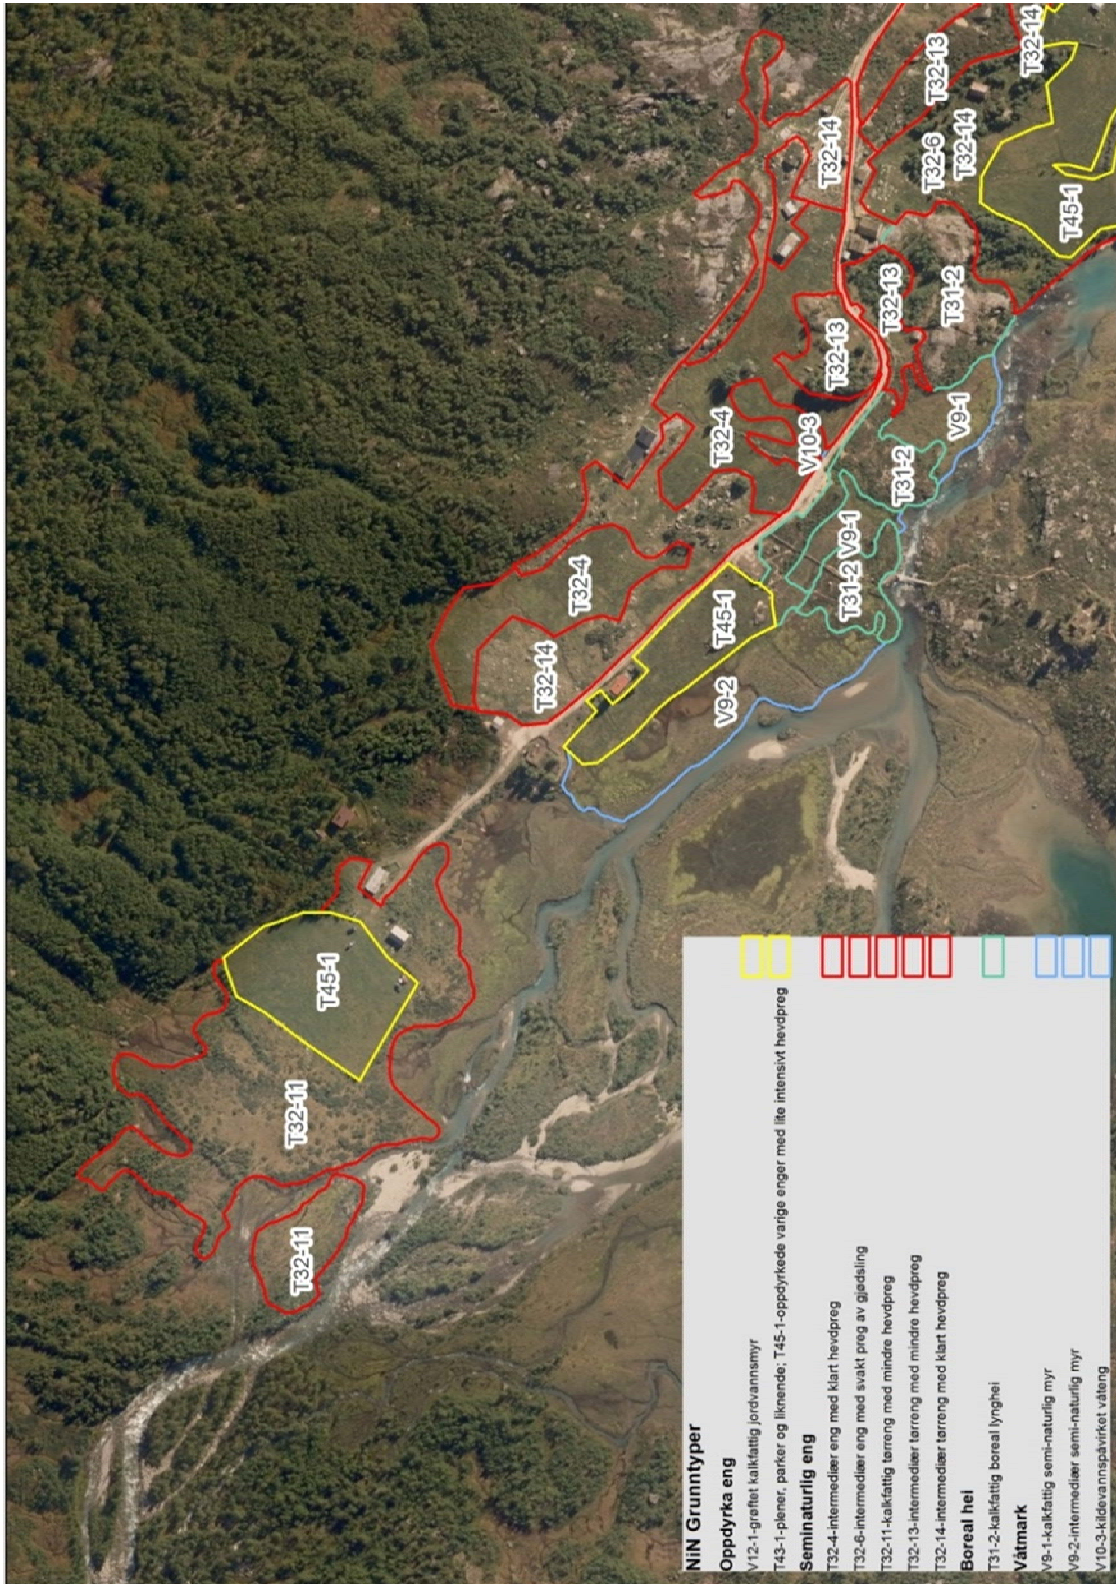 T32-11
T32-11
T45-1
T32-14
T32-4
T45-1
V9-2
T32-4
V10-3
T31-2
V9-1
T31-2
V9-1
T32-13
T32-13
T31-2
T32-14
T32-6
T32-14
T32-13
T32-14
T45-1
NiN Grunntyper
Oppdyrka eng
V12-1-grøftet kalkfattig jordvannsmyr
T43-1-plener, parker og liknende; T45-1-oppdyrkede varige enger med lite intensivt hevdpreg
Seminaturlig eng
T32-4-intermediær eng med klart hevdpreg
T32-6-intermediær eng med svakt preg av gjødsling
T32-11-kalkfattig tørreng med mindre hevdpreg
T32-13-intermediær tørreng med mindre hevdpreg
T32-14-intermediær tørreng med klart hevdpreg
Boreal hei
T31-2-kalkfattig boreal lynghei
Våtmark
V9-1-kalkfattig semi-naturlig myr
V9-2-intermediær semi-naturlig myr
V10-3-kildevannspåvirket våteng